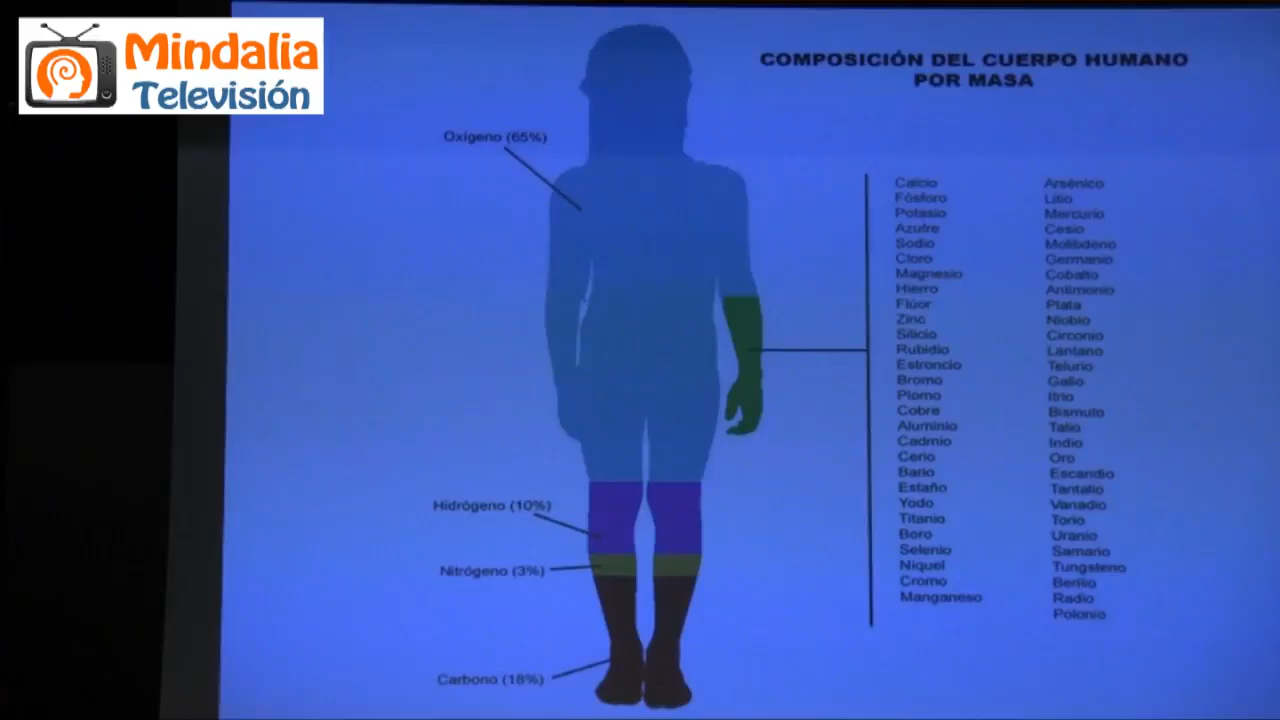 Mindalia
Televisión
COMPOSICIÓN DEL CUERPO HUMANO
POR MASA
Oxígeno (65%)
Hidrógeno (10%)
Nitrógeno (3%)
Carbono (18%)
Calcio
Fósforo
Potasio
Azufre
Sodio
Cloro
Magnesio
Hierro
Flúor
Zinc
Silicio
Rubidio
Estroncio
Bromo
Plomo
Cobre
Aluminio
Cadmio
Cerio
Bario
Estaño
Yodo
Titanio
Boro
Selenio
Níquel
Cromo
Manganeso
Arsénico
Litio
Mercurio
Cesio
Molibdeno
Germanio
Cobalto
Antimonio
Plata
Niobio
Circonio
Lantano
Telurio
Galio
Itrio
Bismuto
Talio
Indio
Oro
Escandio
Tantalio
Vanadio
Torio
Uranio
Samario
Tungsteno
Berilio
Radio
Polonio